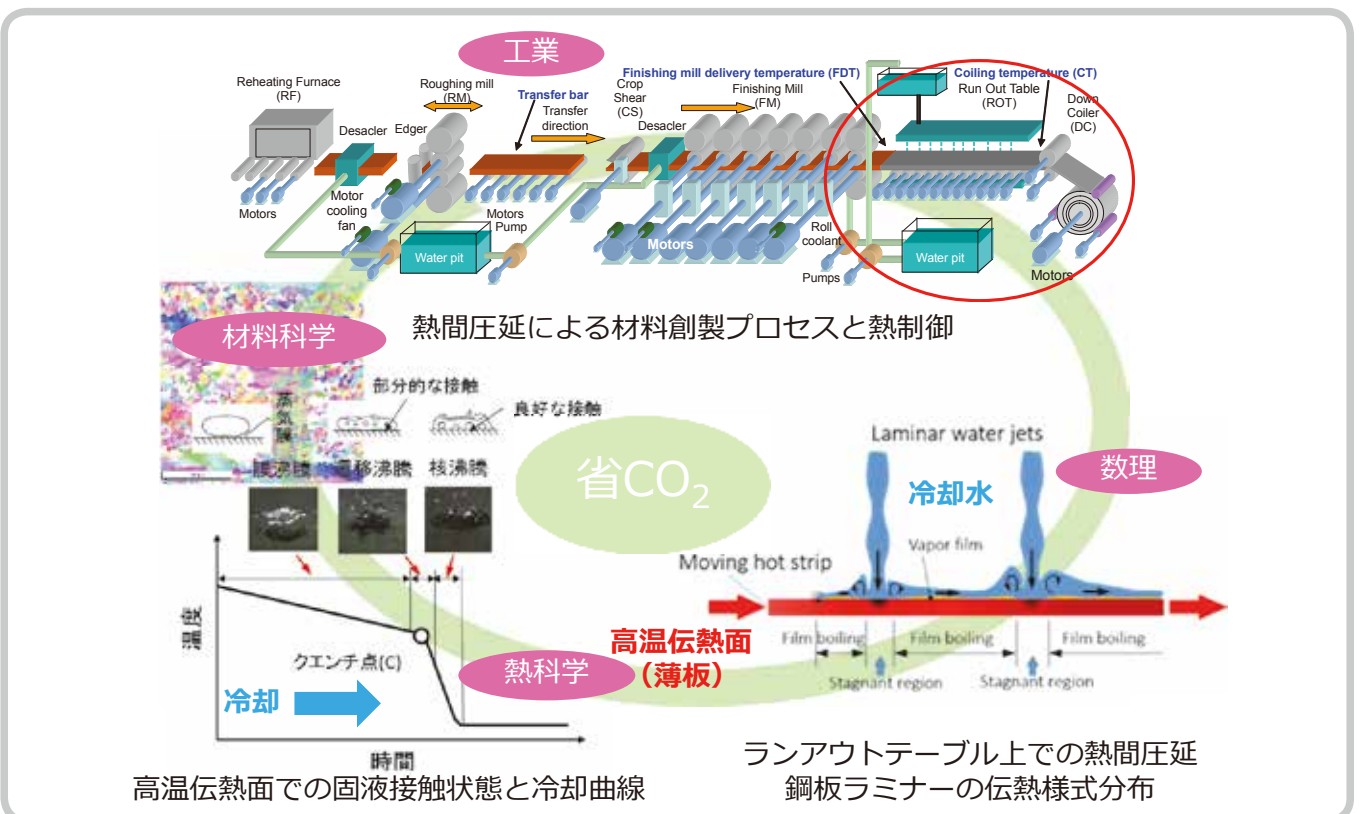 工業
Reheating Furnace
(RF)
Desacler
Motors
Motor
cooling
fan
Roughing mill
(RM)
Edger
Transfer bar
Transfer
direction
Crop
Shear
(CS)
Desacler
Finishing mill delivery temperature (FDT)
Finishing Mill
(FM)
Coiling temperature (CT)
Run Out Table
(ROT)
Down
Coiler
(DC)
Motors
Pump
Water pit
Motors
Roll
coolant
Pumps
Water pit
Motors
熱間圧延による材料創製プロセスと熱制御
材料科学
部分的な接触
良好な接触
蒸気膜
膜沸騰
遷移沸騰
核沸騰
温度
クエンチ点(C)
冷却
時間
高温伝熱面での固液接触状態と冷却曲線
熱科学
省CO₂
数理
Laminar water jets
冷却水
Vapor film
Moving hot strip
高温伝熱面
（薄板）
Film boiling
Film boiling
Film boiling
Stagnant region
Stagnant region
ランアウトテーブル上での熱間圧延
鋼板ラミナーの伝熱様式分布